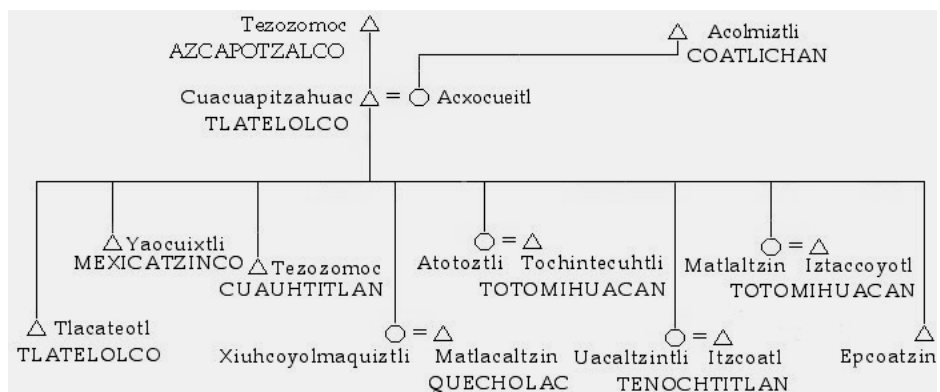 Tezozomoc
AZCAPOTZALCO
Acolmiztli
COATLICHAN
Cuacuapitzahuac = Acxocueitl
TLATELOLCO
Yaocuixtli
MEXICATZINCO
Tezozomoc
CUAUHTITLAN
Atotoztli = Tochintecuhtli
TOTOMIHUACAN
Matlaltzin = Iztaccoyotl
TOTOMIHUACAN
Tlacateotl
TLATELOLCO
Xiuhcoyolmaquiztli = Matlacaltzin
QUECHOLAC
Uacaltzintli = Itzcoatl
TENOCHTITLAN
Epcoatzin